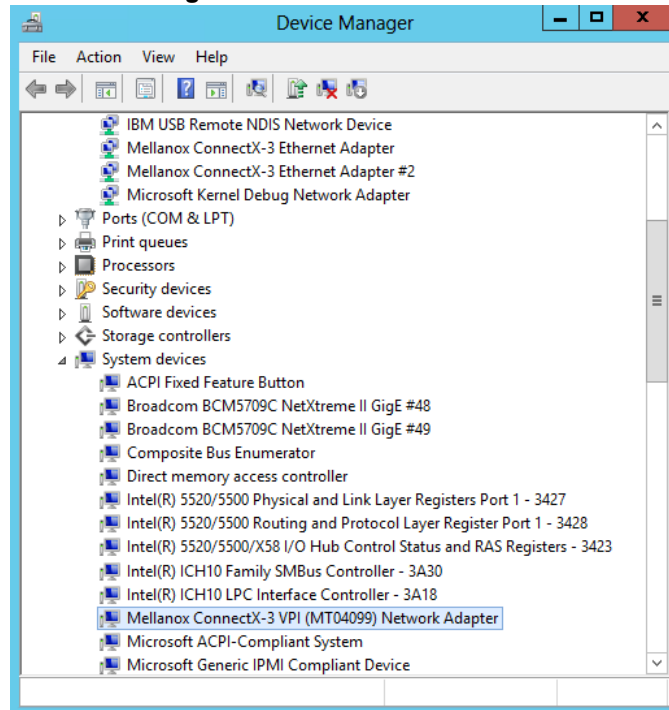 Device Manager
x
File Action View Help
?
IBM USB Remote NDIS Network Device
Mellanox ConnectX-3 Ethernet Adapter
Mellanox ConnectX-3 Ethernet Adapter #2
Microsoft Kernel Debug Network Adapter
Ports (COM & LPT)
Print queues
Processors
Security devices
Software devices
Storage controllers
System devices
ACPI Fixed Feature Button
Broadcom BCM5709C NetXtreme II GigE #48
Broadcom BCM5709C NetXtreme II GigE #49
Composite Bus Enumerator
Direct memory access controller
Intel(R) 5520/5500 Physical and Link Layer Registers Port 1 - 3427
Intel(R) 5520/5500 Routing and Protocol Layer Register Port 1 - 3428
Intel(R) 5520/5500/X58 I/O Hub Control Status and RAS Registers - 3423
Intel(R) ICH10 Family SMBus Controller - 3A30
Intel(R) ICH10 LPC Interface Controller - 3A18
Mellanox ConnectX-3 VPI (MT04099) Network Adapter
Microsoft ACPI-Compliant System
Microsoft Generic IPMI Compliant Device